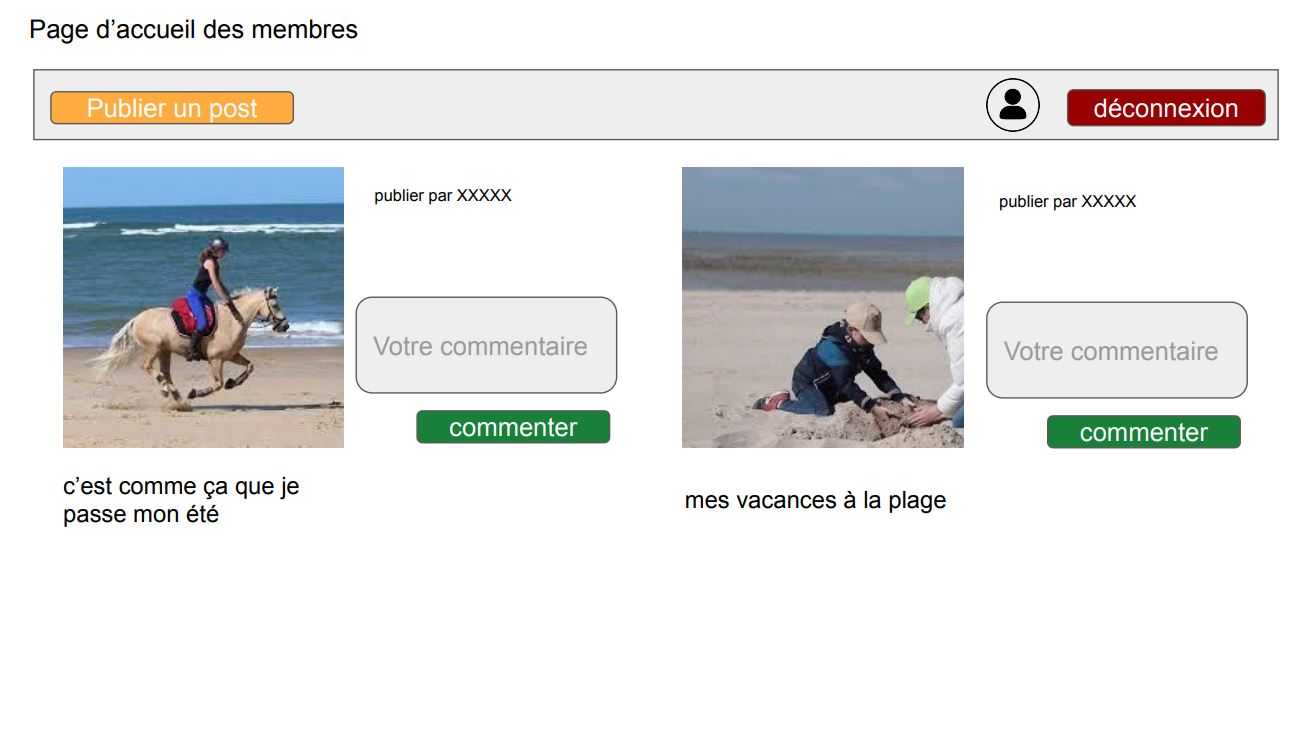 Page d’accueil des membres
Publier un post
déconnexion
publier par XXXXX
Votre commentaire
commenter
c’est comme ça que je
passe mon été
publier par XXXXX
Votre commentaire
commenter
mes vacances à la plage